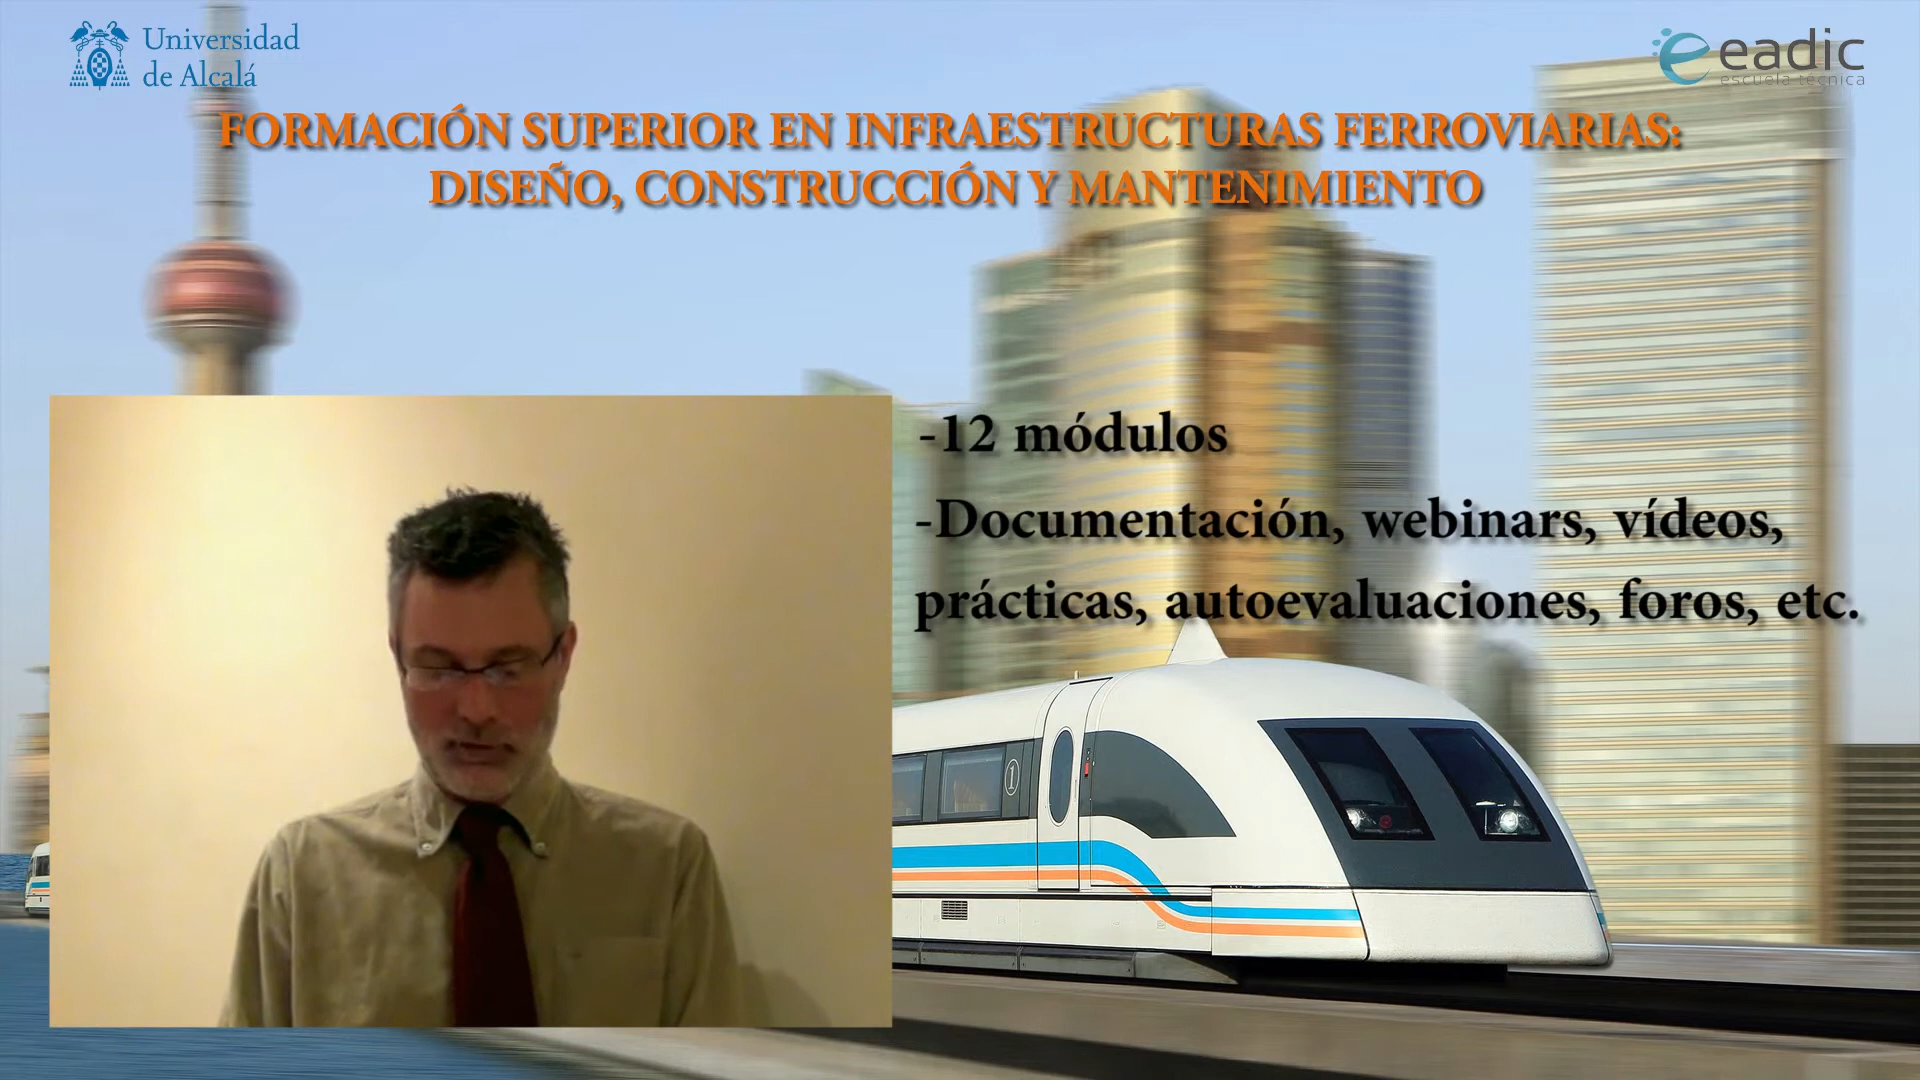 Universidad
de Alcalá
eadic
escuela técnica
FORMACIÓN SUPERIOR EN INFRAESTRUCTURAS FERROVIARIAS:
DISEÑO, CONSTRUCCIÓN Y MANTENIMIENTO
-12 módulos
-Documentación, webinars, vídeos,
prácticas, autoevaluaciones, foros, etc.
1